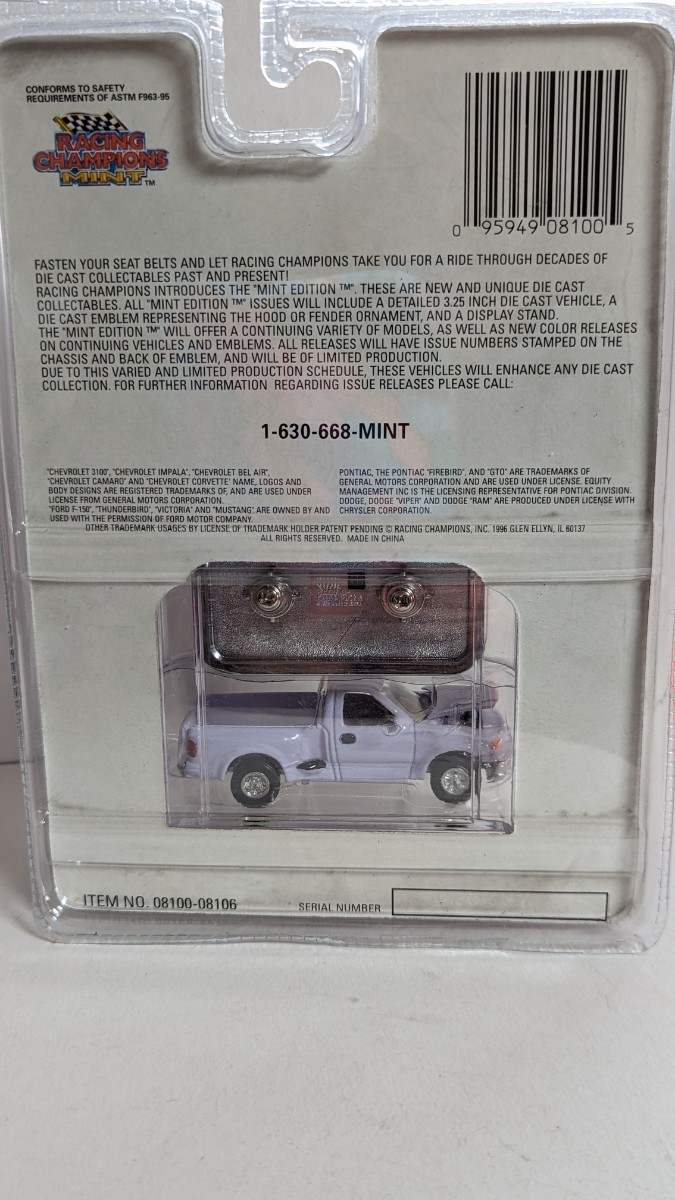 CONFORMS TO SAFETY
REQUIREMENTS OF ASTM F963-95
RACING
CHAMPIONS
MINT™
0 95949 08100 5
FASTEN YOUR SEAT BELTS AND LET RACING CHAMPIONS TAKE YOU FOR A RIDE THROUGH DECADES OF
DIE CAST COLLECTABLES PAST AND PRESENT!
RACING CHAMPIONS INTRODUCES THE "MINT EDITION ™". THESE ARE NEW AND UNIQUE DIE CAST
COLLECTABLES. ALL "MINT EDITION ™" ISSUES WILL INCLUDE A DETAILED 3.25 INCH DIE CAST VEHICLE, A
DIE CAST EMBLEM REPRESENTING THE HOOD OR FENDER ORNAMENT, AND A DISPLAY STAND.
THE "MINT EDITION ™" WILL OFFER A CONTINUING VARIETY OF MODELS, AS WELL AS NEW COLOR RELEASES
ON CONTINUING VEHICLES AND EMBLEMS. ALL RELEASES WILL HAVE ISSUE NUMBERS STAMPED ON THE
CHASSIS AND BACK OF EMBLEM, AND WILL BE OF LIMITED PRODUCTION.
DUE TO THIS VARIED AND LIMITED PRODUCTION SCHEDULE, THESE VEHICLES WILL ENHANCE ANY DIE CAST
COLLECTION. FOR FURTHER INFORMATION REGARDING ISSUE RELEASES PLEASE CALL:
1-630-668-MINT
"CHEVROLET 3100", "CHEVROLET IMPALA", "CHEVROLET BEL AIR",
"CHEVROLET CAMARO" AND "CHEVROLET CORVETTE" NAME, LOGOS AND
BODY DESIGNS ARE REGISTERED TRADEMARKS OF, AND ARE USED UNDER
LICENSE FROM GENERAL MOTORS CORPORATION.
"FORD F-150", "THUNDERBIRD", "VICTORIA" AND "MUSTANG" ARE OWNED BY AND
USED WITH THE PERMISSION OF FORD MOTOR COMPANY.
PONTIAC, THE PONTIAC "FIREBIRD", AND "GTO" ARE TRADEMARKS OF
GENERAL MOTORS CORPORATION AND ARE USED UNDER LICENSE. EQUITY
MANAGEMENT INC IS THE LICENSING REPRESENTATIVE FOR PONTIAC DIVISION.
DODGE, DODGE "VIPER" AND DODGE "RAM" ARE PRODUCED UNDER LICENSE WITH
CHRYSLER CORPORATION.
OTHER TRADEMARK USAGES BY LICENSE OF TRADEMARK HOLDER.PATENT PENDING © RACING CHAMPIONS, INC. 1996 GLEN ELLYN, IL 60137
ALL RIGHTS RESERVED. MADE IN CHINA
ITEM NO. 08100-08106
SERIAL NUMBER